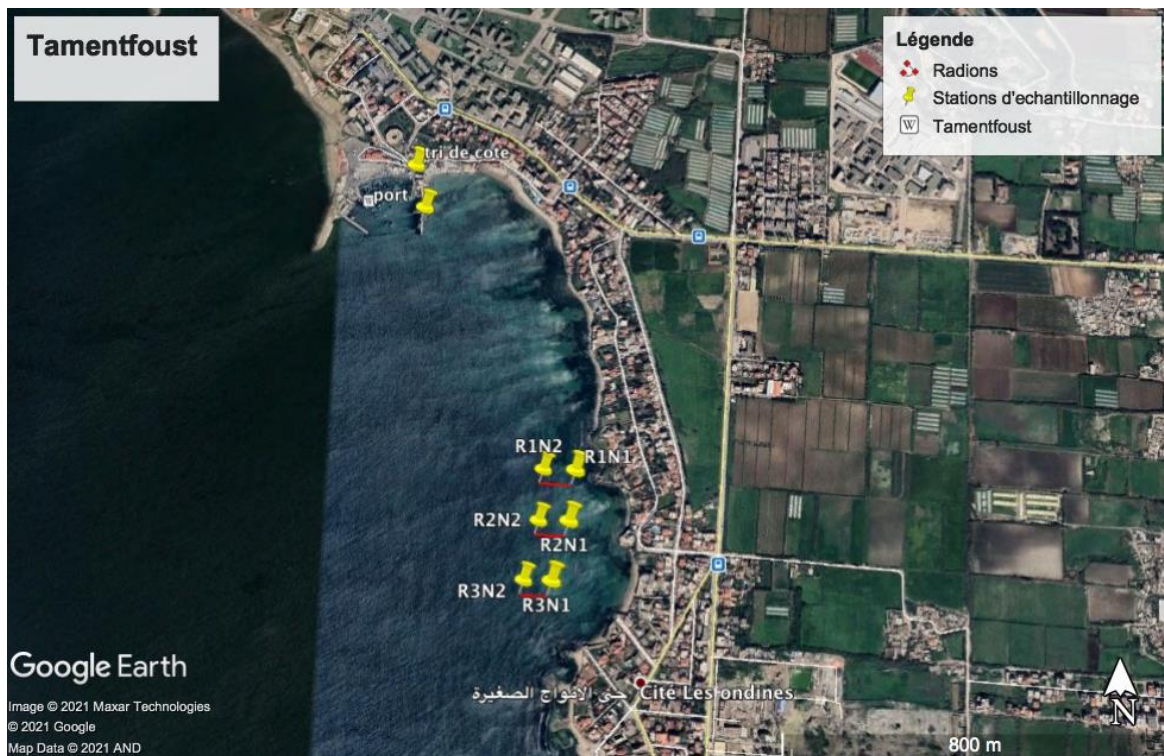 Tamentfoust
Légende
Radions
Stations d'echantillonnage
W Tamentfoust
tri de cote
port
R1N2
R1N1
R2N2
R2N1
R3N2
R3N1
حي الامواج الصغيرة Cité Les ondines
Google Earth
Image © 2021 Maxar Technologies
© 2021 Google
Map Data © 2021 AND
800 m
N